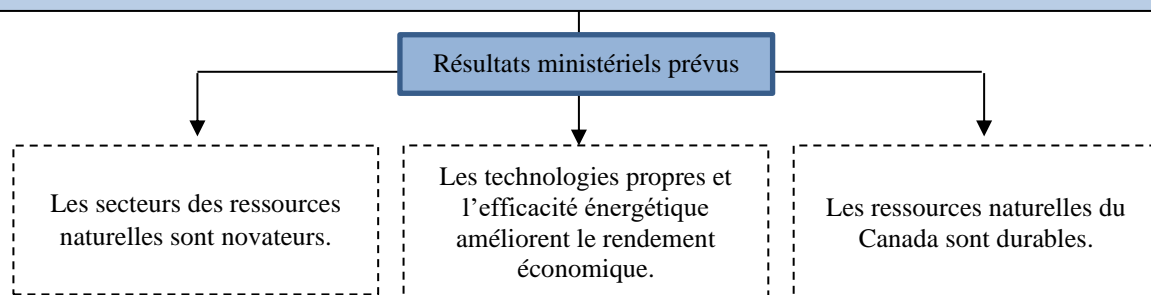 Résultats ministériels prévus
Les secteurs des ressources
naturelles sont novateurs.
Les technologies propres et
l’efficacité énergétique
améliorent le rendement
économique.
Les ressources naturelles du
Canada sont durables.